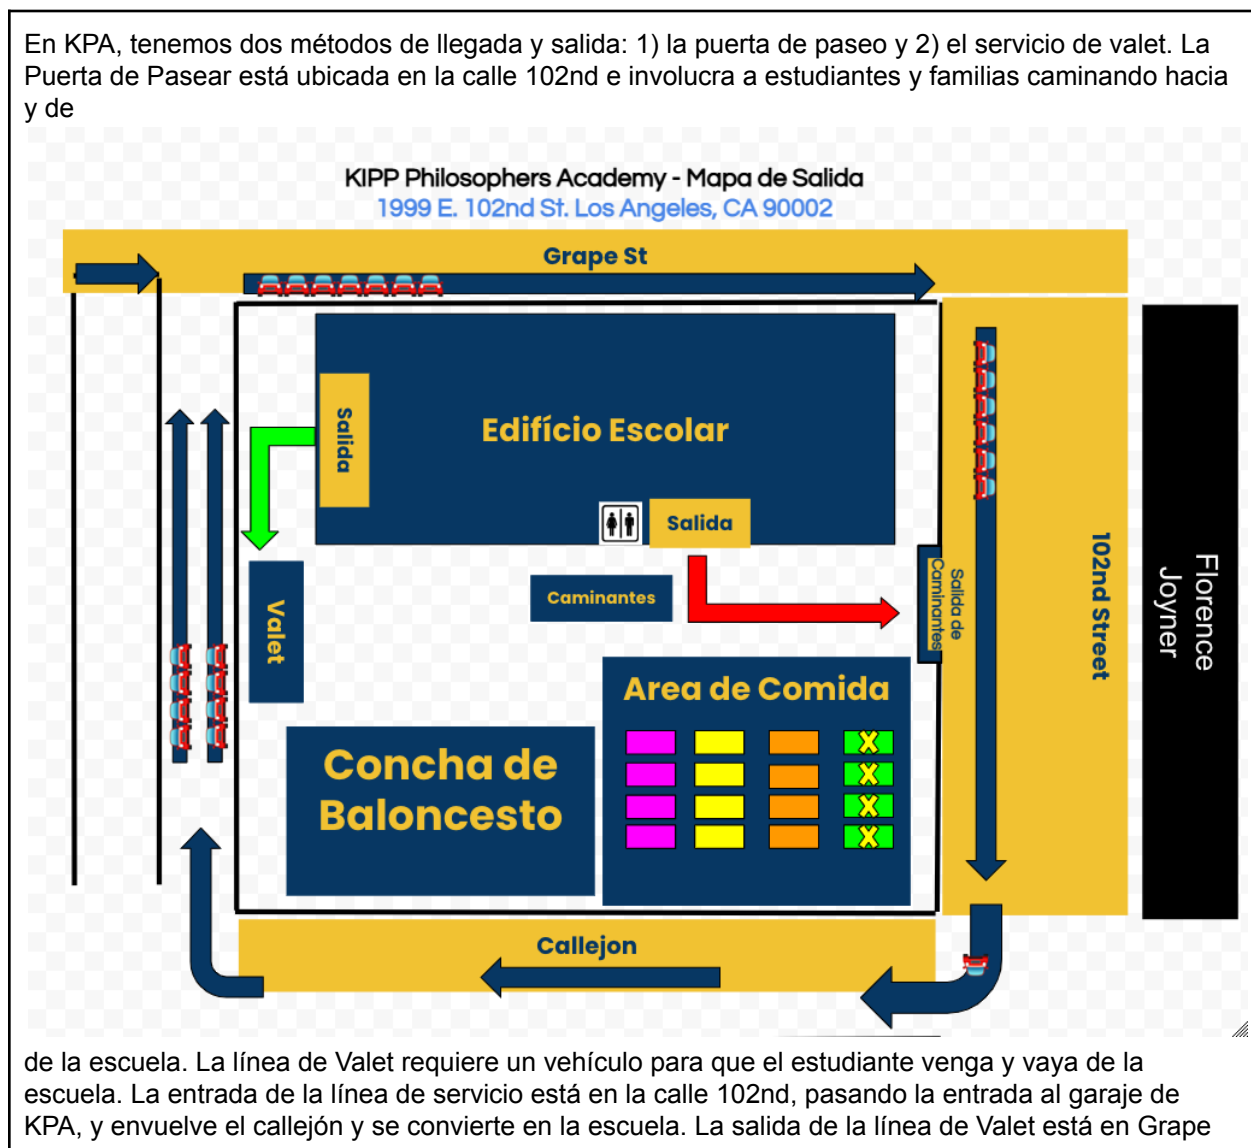 En KPA, tenemos dos métodos de llegada y salida: 1) la puerta de paseo y 2) el servicio de valet. La
Puerta de Pasear está ubicada en la calle 102nd e involucra a estudiantes y familias caminando hacia
y de
KIPP Philosophers Academy - Mapa de Salida
1999 E. 102nd St. Los Angeles, CA 90002
Grape St
Salida
Edifício Escolar
Salida
Caminantes
Valet
Salida de
Caminantes
102nd Street
Florence
Joyner
Area de Comida
X
X
X
X
Concha de
Baloncesto
Callejon
de la escuela. La línea de Valet requiere un vehículo para que el estudiante venga y vaya de la
escuela. La entrada de la línea de servicio está en la calle 102nd, pasando la entrada al garaje de
KPA, y envuelve el callejón y se convierte en la escuela. La salida de la línea de Valet está en Grape